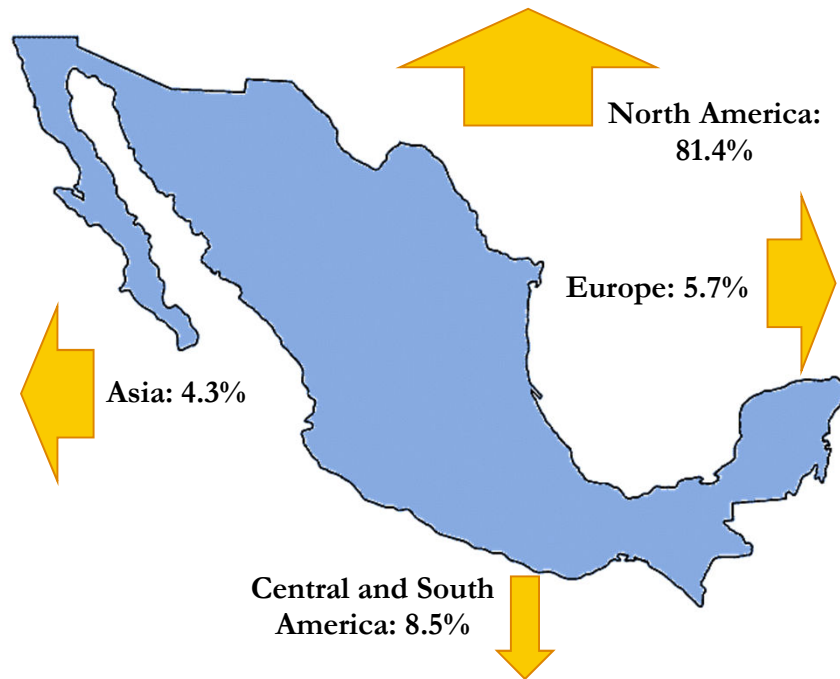 North America:
81.4%
Europe: 5.7%
Asia: 4.3%
Central and South
America: 8.5%